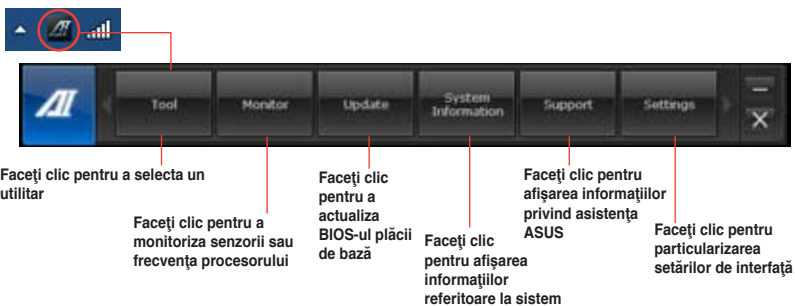 AI
AI
Tool
Monitor
Update
System
Information
Support
Settings
Faceţi clic pentru a selecta un
utilitar
Faceţi clic pentru a
monitoriza senzorii sau
frecvenţa procesorului
Faceţi clic
pentru a
actualiza
BIOS-ul plăcii
de bază
Faceţi clic
pentru afişarea
informaţiilor
referitoare la sistem
Faceţi clic pentru
afişarea informaţiilor
privind asistenţa
ASUS
Faceţi clic pentru
particularizarea
setărilor de interfaţă